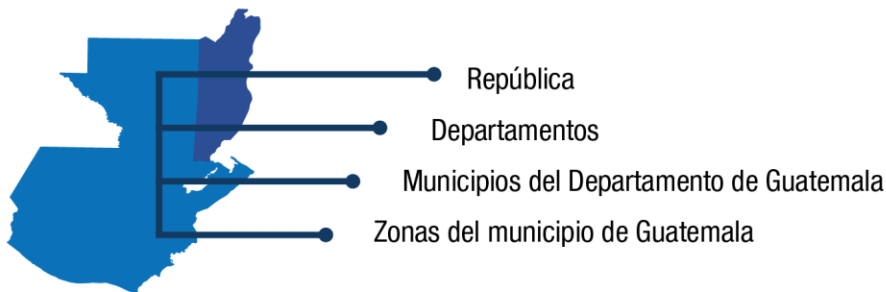 República
Departamentos
Municipios del Departamento de Guatemala
Zonas del municipio de Guatemala